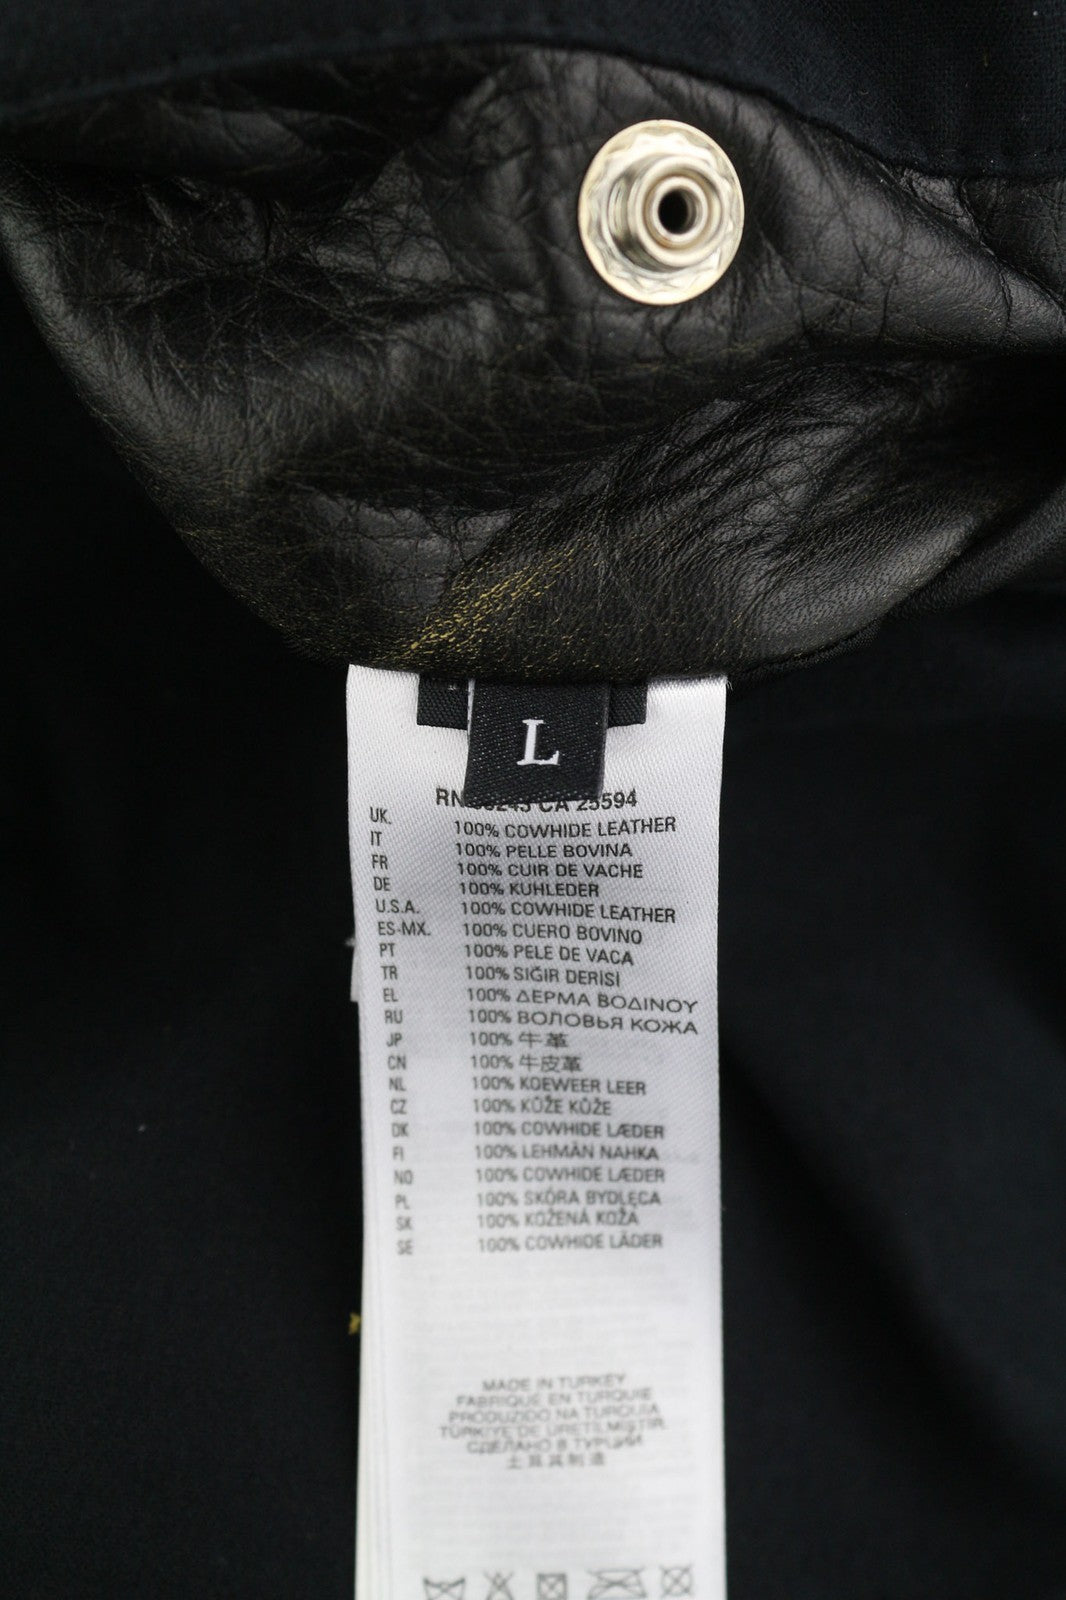 L
CA 25594
UK. 100% COWHIDE LEATHER
IT 100% PELLE BOVINA
FR 100% CUIR DE VACHE
DE 100% KUHLEDER
U.S.A. 100% COWHIDE LEATHER
ES-MX. 100% CUERO BOVINO
PT 100% PELE DE VACA
TR 100% SIĞIR DERISI
EL 100% ΔΕΡΜΑ ΒΟΔΙΝΟΥ
RU 100% ВОЛОВЬЯ КОЖА
JP 100% 牛革
CN 100% 牛皮革
NL 100% KOEWEER LEER
CZ 100% KŮŽE KŮŽE
DK 100% COWHIDE LÆDER
FI 100% LEHMÄN NAHKA
NO 100% COWHIDE LÆDER
PL 100% SKÓRA BYDLĘCA
SK 100% KOŽENÁ KOŽA
SE 100% COWHIDE LÄDER
MADE IN TURKEY
FABRIQUÉ EN TURQUIE
PRODUZIDO NA TURQUIA
TÜRKİYE'DE ÜRETİLMİŞTİR.
СДЕЛАНО В ТУРЦИИ
土耳其制造